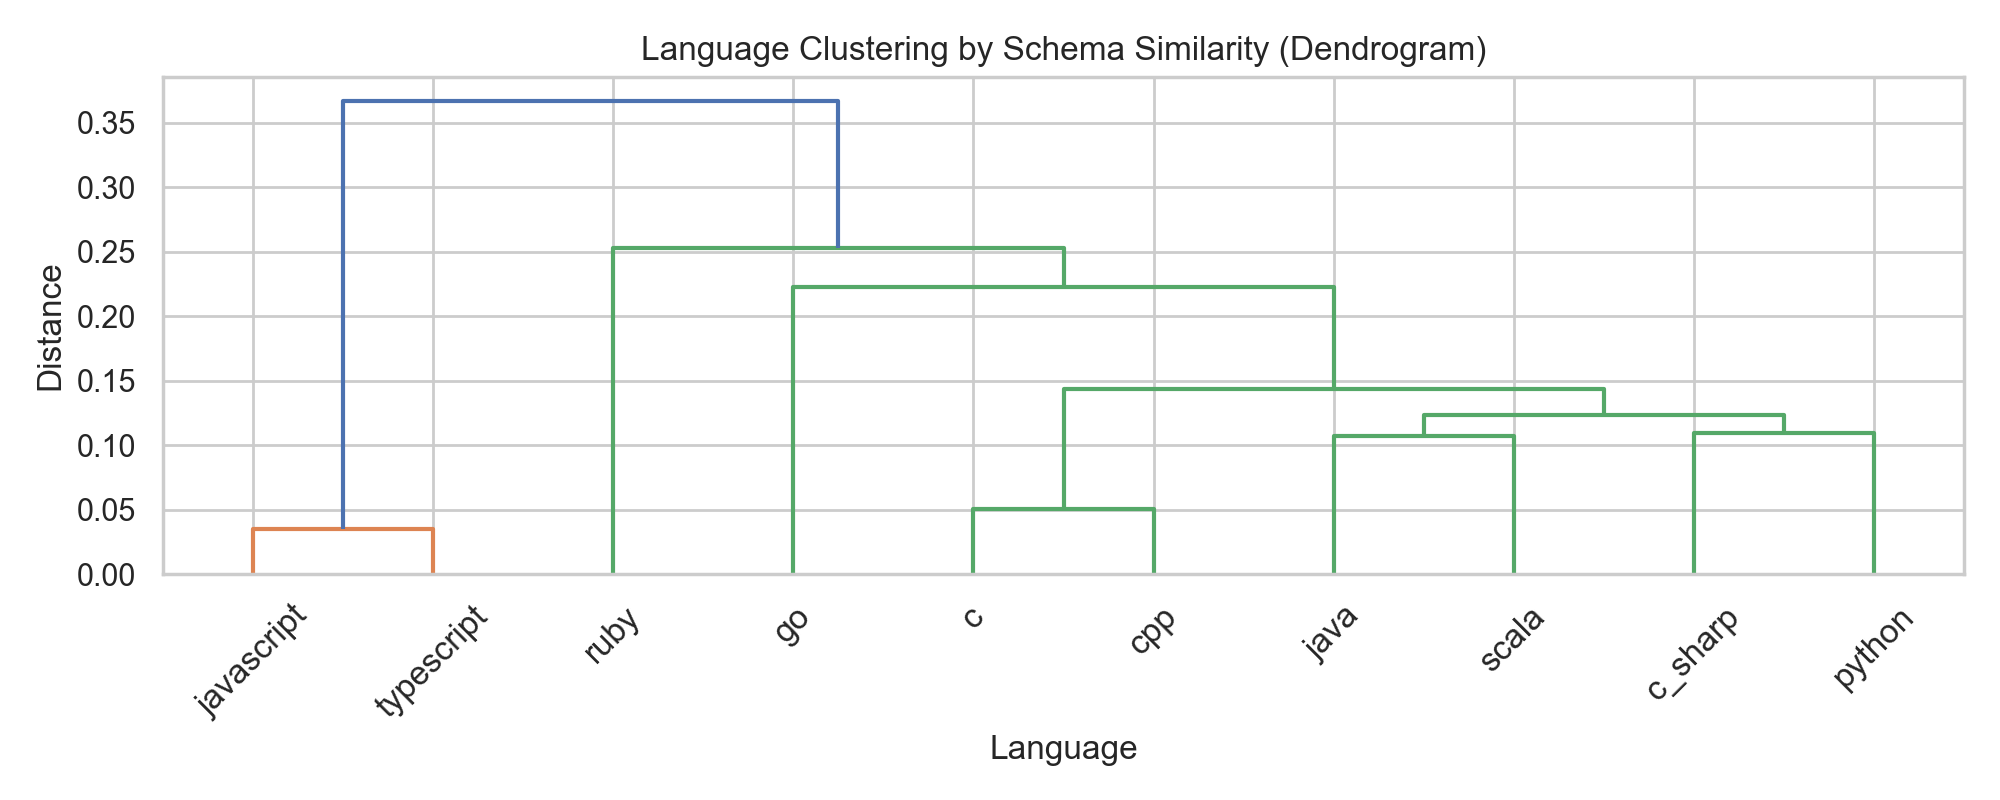 Language Clustering by Schema Similarity (Dendrogram)
Distance
0.35
0.30
0.25
0.20
0.15
0.10
0.05
0.00
javascript
typescript
ruby
go
c
cpp
java
scala
c_sharp
python
Language